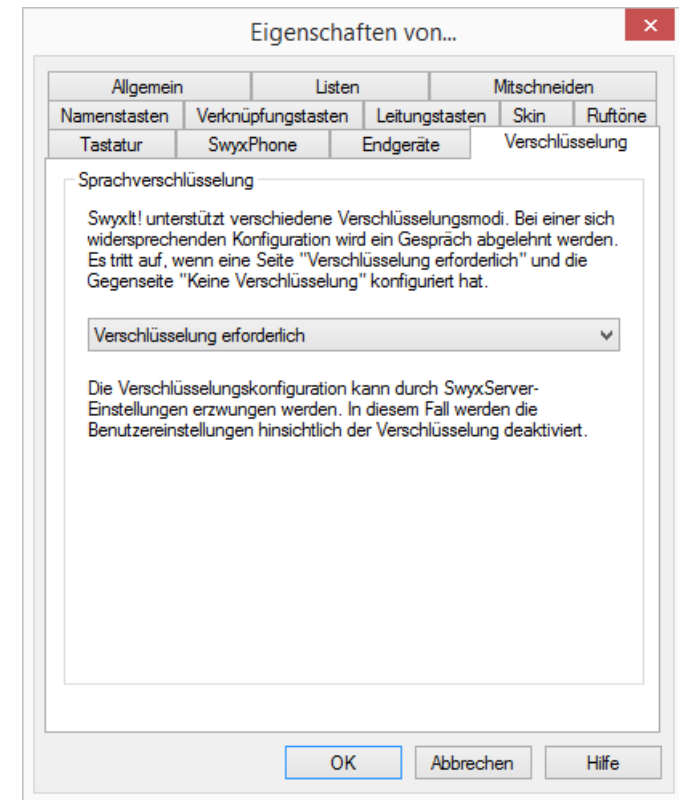 Eigenschaften von...
Allgemein Listen Mitschneiden
Namenstasten Verknüpfungstasten Leitungstasten Skin Ruftöne
Tastatur SwyxPhone Endgeräte Verschlüsselung
Sprachverschlüsselung
SwyxIt! unterstützt verschiedene Verschlüsselungsmodi. Bei einer sich
widersprechenden Konfiguration wird ein Gespräch abgelehnt werden.
Es tritt auf, wenn eine Seite "Verschlüsselung erforderlich" und die
Gegenseite "Keine Verschlüsselung" konfiguriert hat.
Verschlüsselung erforderlich
Die Verschlüsselungskonfiguration kann durch SwyxServer-
Einstellungen erzwungen werden. In diesem Fall werden die
Benutzereinstellungen hinsichtlich der Verschlüsselung deaktiviert.
OK Abbrechen Hilfe